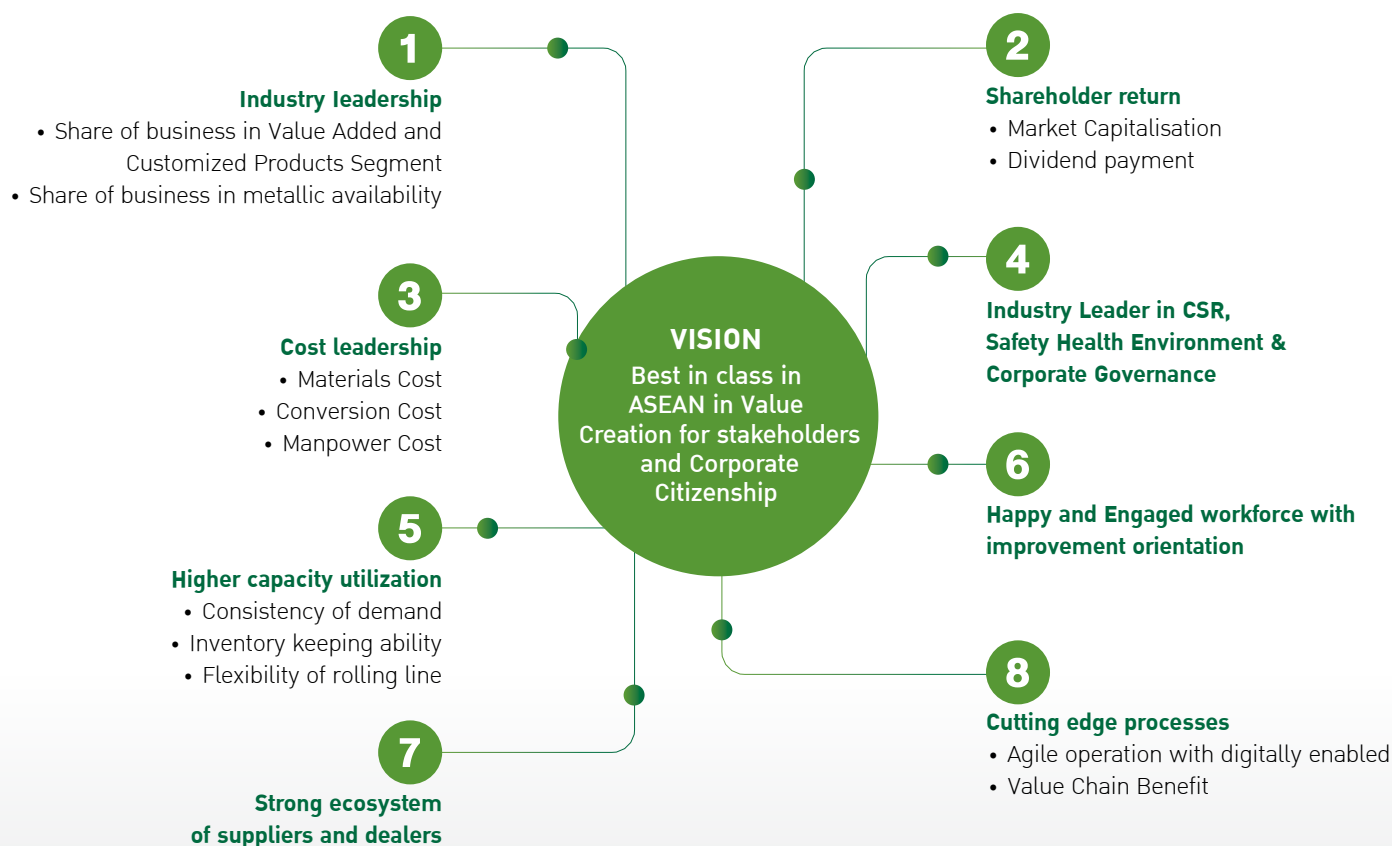 1
Industry leadership
• Share of business in Value Added and
Customized Products Segment
• Share of business in metallic availability
2
Shareholder return
• Market Capitalisation
• Dividend payment
3
Cost leadership
• Materials Cost
• Conversion Cost
• Manpower Cost
VISION
Best in class in
ASEAN in Value
Creation for stakeholders
and Corporate
Citizenship
4
Industry Leader in CSR,
Safety Health Environment &
Corporate Governance
5
Higher capacity utilization
• Consistency of demand
• Inventory keeping ability
• Flexibility of rolling line
6
Happy and Engaged workforce with
improvement orientation
7
Strong ecosystem
of suppliers and dealers
8
Cutting edge processes
• Agile operation with digitally enabled
• Value Chain Benefit